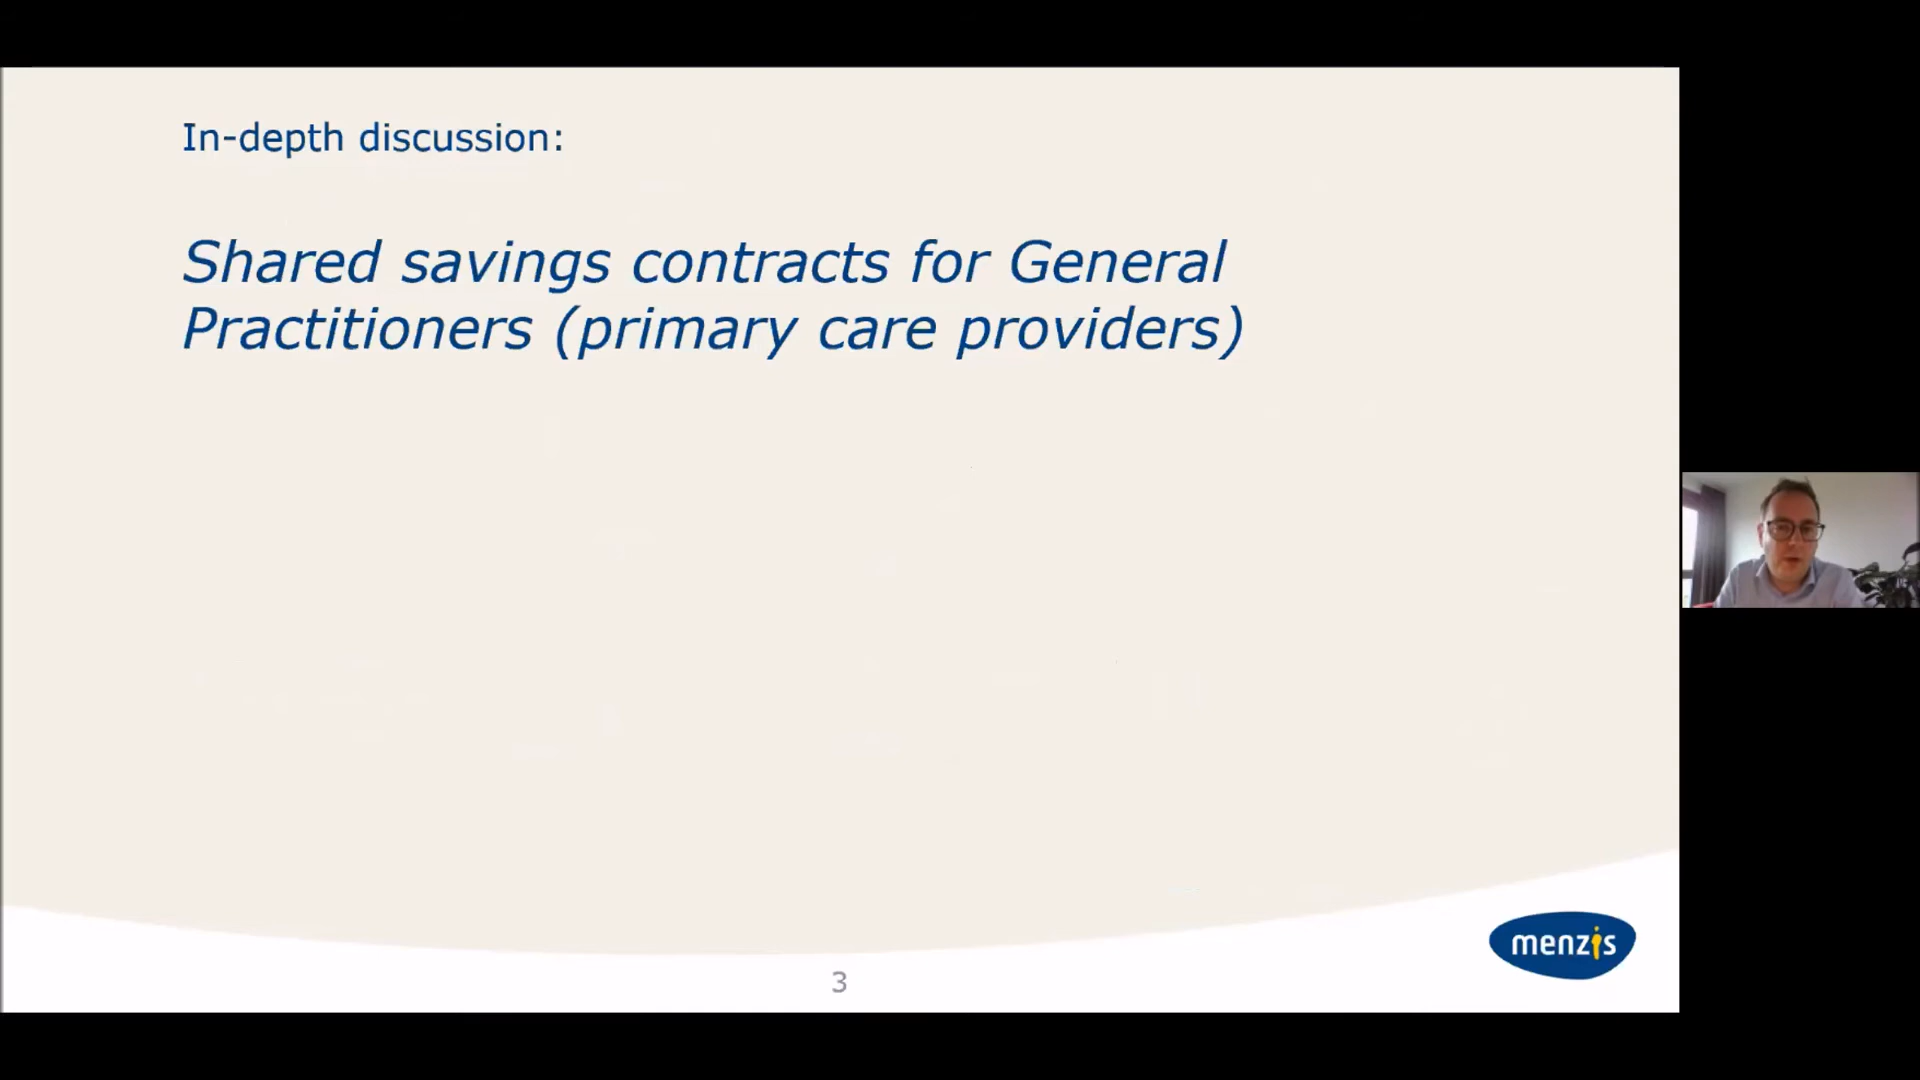 In-depth discussion:
Shared savings contracts for General
Practitioners (primary care providers)
menzis
3